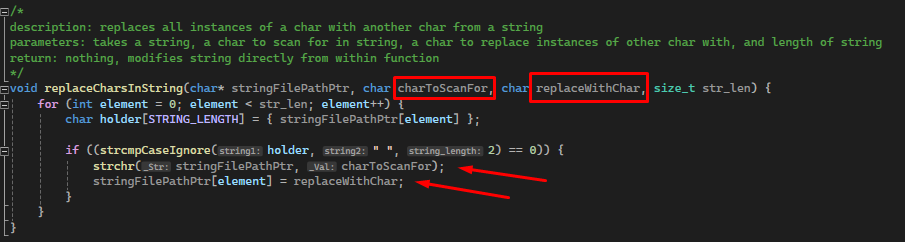 /*
description: replaces all instances of a char with another char from a string
parameters: takes a string, a char to scan for in string, a char to replace instances of other char with, and length of string
return: nothing, modifies string directly from within function
*/
void replaceCharsInString(char* stringFilePathPtr, char charToScanFor, char replaceWithChar, size_t str_len) {
for (int element = 0; element < str_len; element++) {
char holder[STRING_LENGTH] = { stringFilePathPtr[element] };
if ((strcmpCaseIgnore(string1: holder, string2: " ", string_length: 2) == 0)) {
strchr(_Str: stringFilePathPtr, _Val: charToScanFor);
stringFilePathPtr[element] = replaceWithChar;
}
}
}